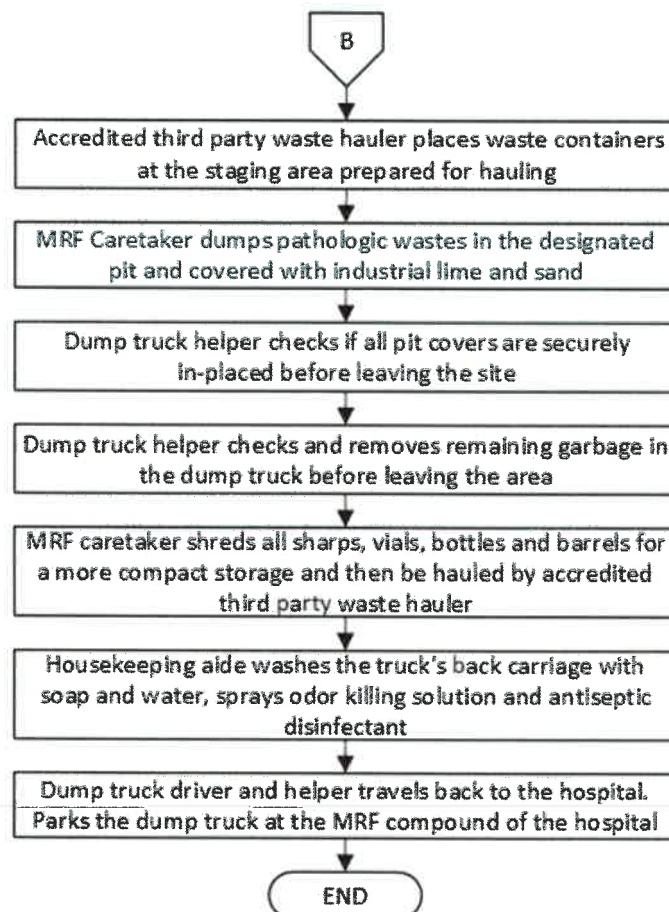 B
Accredited third party waste hauler places waste containers
at the staging area prepared for hauling
MRF Caretaker dumps pathologic wastes in the designated
pit and covered with industrial lime and sand
Dump truck helper checks if all pit covers are securely
in-placed before leaving the site
Dump truck helper checks and removes remaining garbage in
the dump truck before leaving the area
MRF caretaker shreds all sharps, vials, bottles and barrels for
a more compact storage and then be hauled by accredited
third party waste hauler
Housekeeping aide washes the truck's back carriage with
soap and water, sprays odor killing solution and antiseptic
disinfectant
Dump truck driver and helper travels back to the hospital.
Parks the dump truck at the MRF compound of the hospital
END